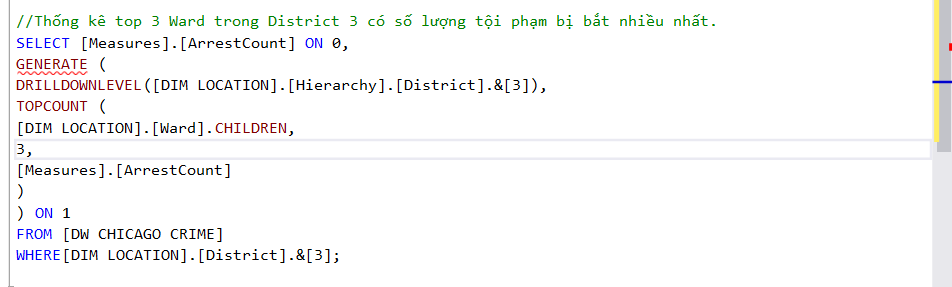 //Thống kê top 3 Ward trong District 3 có số lượng tội phạm bị bắt nhiều nhất.
SELECT [Measures].[ArrestCount] ON 0,
GENERATE (
DRILLDOWNLEVEL([DIM LOCATION].[Hierarchy].[District].&[3]),
TOPCOUNT (
[DIM LOCATION].[Ward].CHILDREN,
3,
[Measures].[ArrestCount]
)
) ON 1
FROM [DW CHICAGO CRIME]
WHERE[DIM LOCATION].[District].&[3];